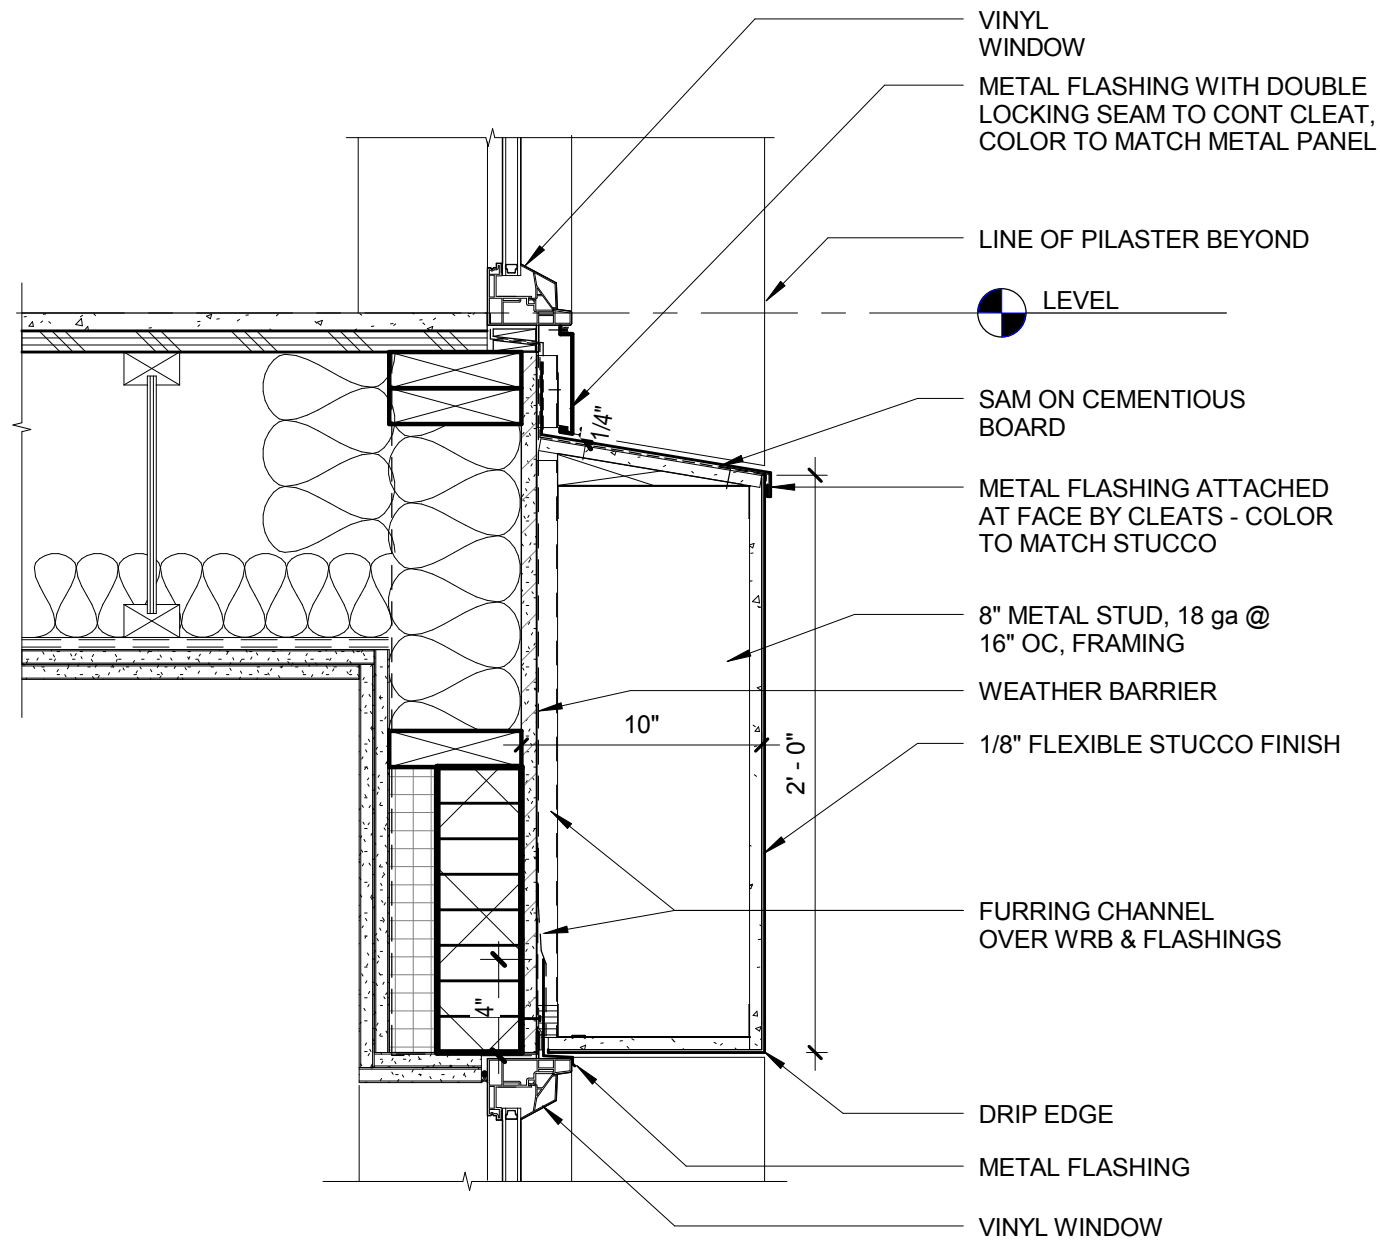 VINYL
WINDOW
METAL FLASHING WITH DOUBLE
LOCKING SEAM TO CONT CLEAT,
COLOR TO MATCH METAL PANEL
LINE OF PILASTER BEYOND
LEVEL
SAM ON CEMENTIOUS
BOARD
1/4"
METAL FLASHING ATTACHED
AT FACE BY CLEATS - COLOR
TO MATCH STUCCO
8" METAL STUD, 18 ga @
16" OC, FRAMING
WEATHER BARRIER
10"
2' - 0"
1/8" FLEXIBLE STUCCO FINISH
FURRING CHANNEL
OVER WRB & FLASHINGS
4"
DRIP EDGE
METAL FLASHING
VINYL WINDOW